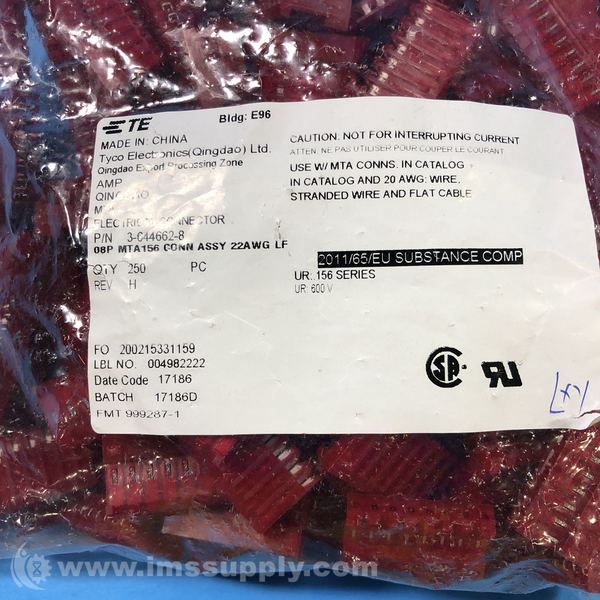 TE
Bldg: E96
MADE IN: CHINA
Tyco Electronics(Qingdao) Ltd.
Qingdao Export Processing Zone
AMP
ELECTRICAL CONNECTOR
P/N 3-644662-8
08P MTA156 CONN ASSY 22AWG LF
QTY 250 PC
REV H
CAUTION: NOT FOR INTERRUPTING CURRENT
ATTEN: NE PAS UTILISER POUR COUPER LE COURANT
USE W/ MTA CONNS. IN CATALOG
IN CATALOG AND 20 AWG: WIRE,
STRANDED WIRE AND FLAT CABLE
2011/65/EU SUBSTANCE COMP
UR: 156 SERIES
UR: 600 V
FO 200215331159
LBL NO. 004982222
Date Code 17186
BATCH 17186D
FMT 999287-1
www.imssupply.com